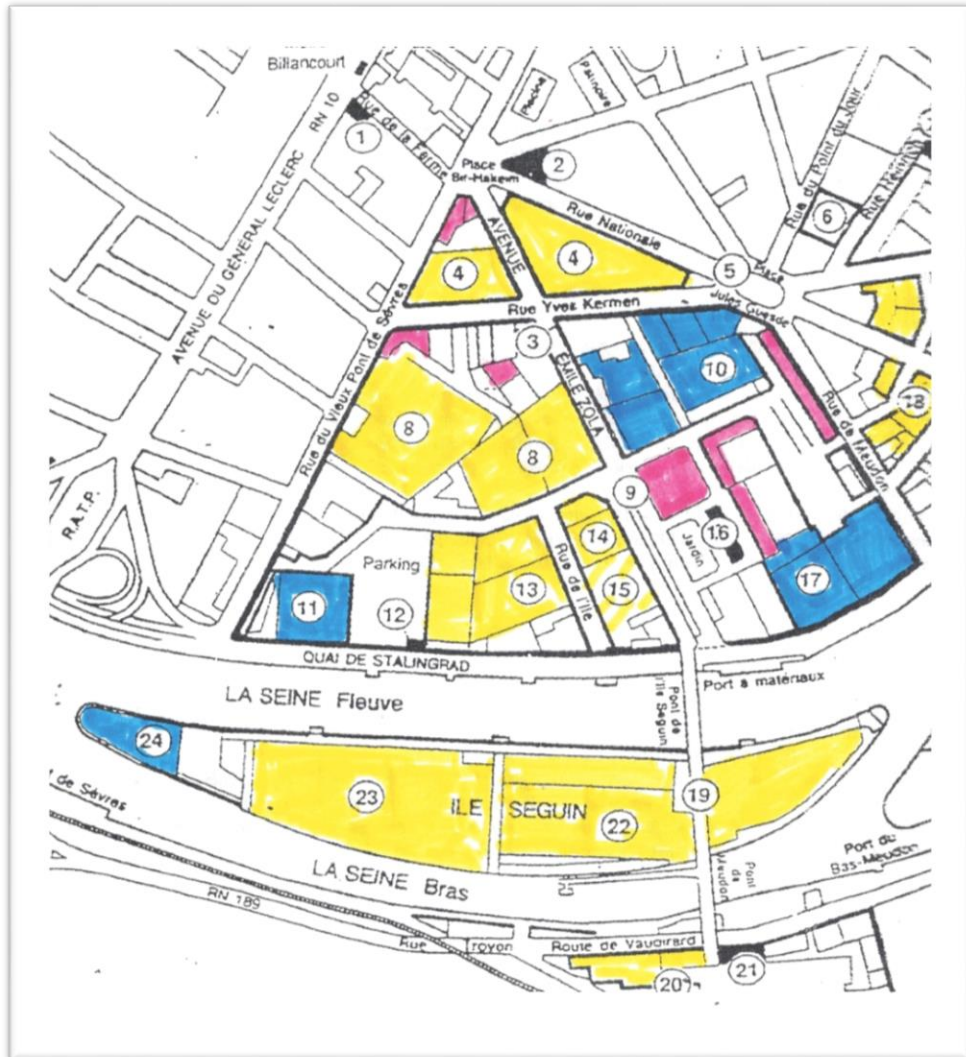 Billancourt
Rue de la Ferme
RN 10
AVENUE DU GÉNÉRAL LECLERC
1
Piscine
Patinoire
Place
Bir-Hakeim
2
Rue du Point du Jour
6
Rue Nationale
AVENUE
ÉMILE ZOLA
4
4
5
Place
Jules Guesde
Rue Yves Kermen
Rue du Vieux Pont de Sèvres
3
10
8
8
18
Rue de Meudon
9
R.A.T.P.
14
16
Jardin
Parking
13
Rue de l'Ile
15
17
11
12
QUAI DE STALINGRAD
Port à matériaux
LA SEINE Fleuve
Pont de
l'Ile Seguin
24
23
ILE SEGUIN
22
19
de Sèvres
LA SEINE Bras
Pont de
Meudon
Port du
Bas-Meudon
RN 189
Rue Troyon
Route de Vaugirard
20
21